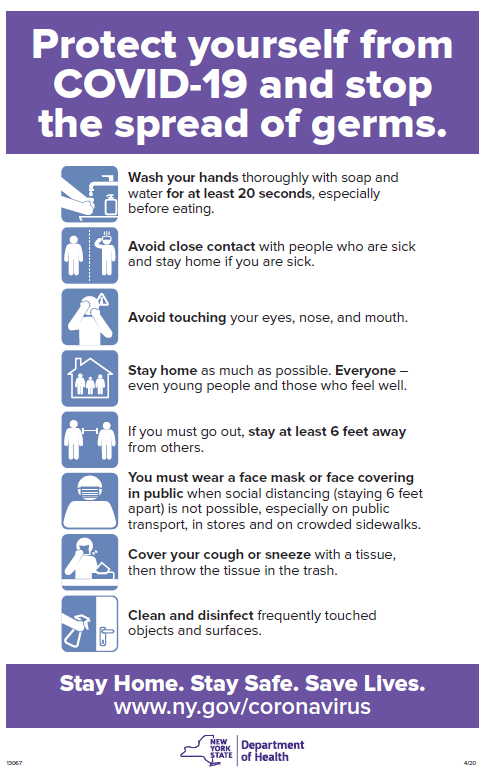 Protect yourself from
COVID-19 and stop
the spread of germs.
Wash your hands thoroughly with soap and
water for at least 20 seconds, especially
before eating.
Avoid close contact with people who are sick
and stay home if you are sick.
Avoid touching your eyes, nose, and mouth.
Stay home as much as possible. Everyone –
even young people and those who feel well.
If you must go out, stay at least 6 feet away
from others.
You must wear a face mask or face covering
in public when social distancing (staying 6 feet
apart) is not possible, especially on public
transport, in stores and on crowded sidewalks.
Cover your cough or sneeze with a tissue,
then throw the tissue in the trash.
Clean and disinfect frequently touched
objects and surfaces.
Stay Home. Stay Safe. Save Lives.
www.ny.gov/coronavirus
NEW
YORK
STATE
Department
of Health
13067
4/20